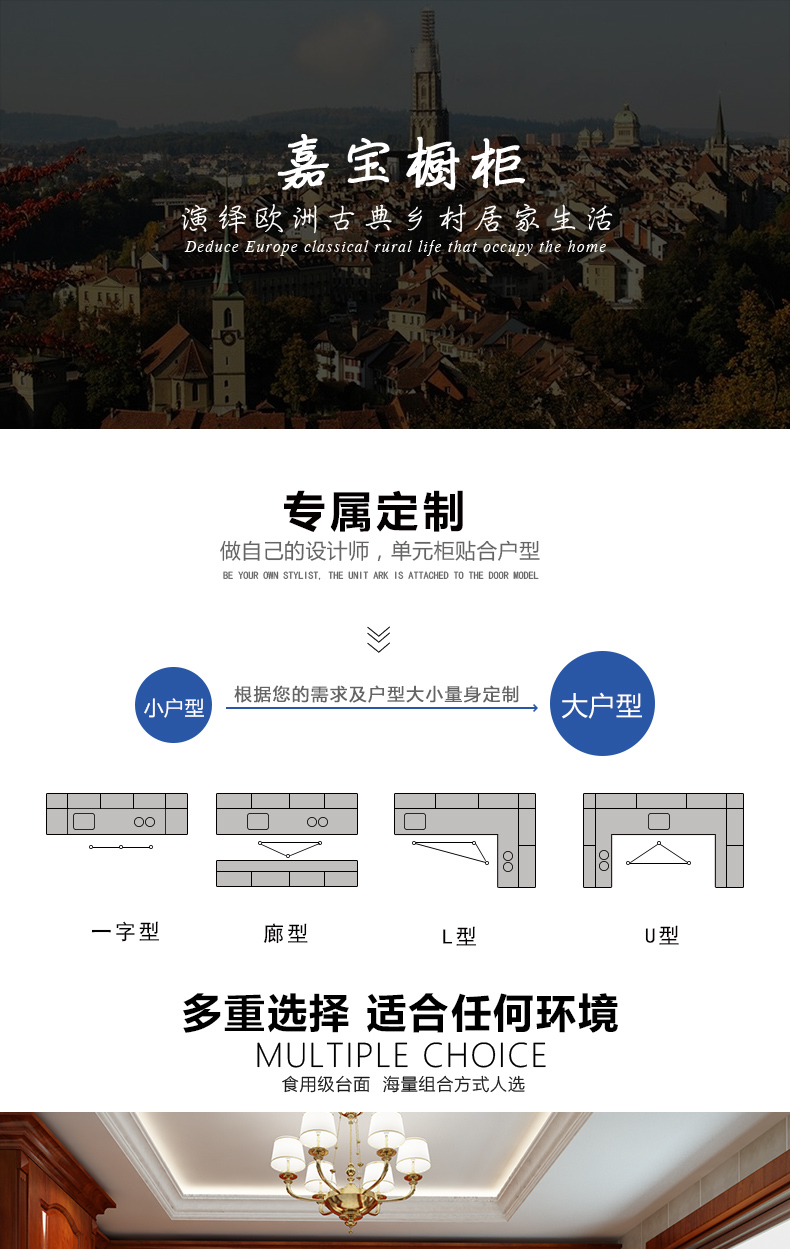 嘉宝橱柜
演绎欧洲古典乡村居家生活
Deduce Europe classical rural life that occupy the home
专属定制
做自己的设计师，单元柜贴合户型
BE YOUR OWN STYLIST, THE UNIT ARK IS ATTACHED TO THE DOOR MODEL
小户型
根据您的需求及户型大小量身定制
大户型
一字型
廊型
L型
U型
多重选择 适合任何环境
MULTIPLE CHOICE
食用级台面 海量组合方式人选